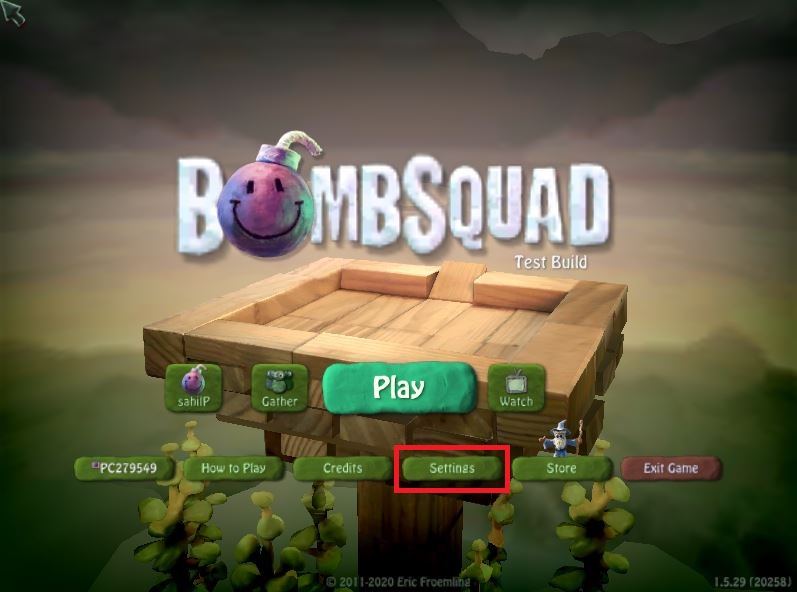 BOMBSQUAD
Test Build
sahilP
Gather
Play
Watch
PC279549
How to Play
Credits
Settings
Store
Exit Game
© 2011-2020 Eric Froemling
1.5.29 (20258)